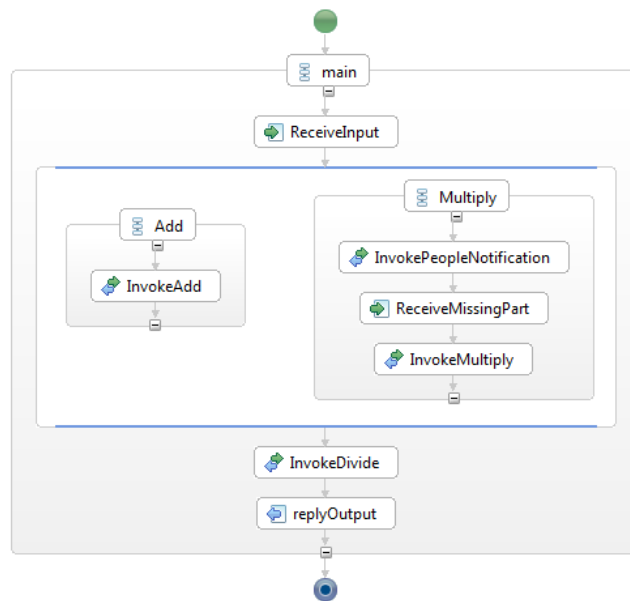 main
ReceiveInput
Add
InvokeAdd
Multiply
InvokePeopleNotification
ReceiveMissingPart
InvokeMultiply
InvokeDivide
replyOutput